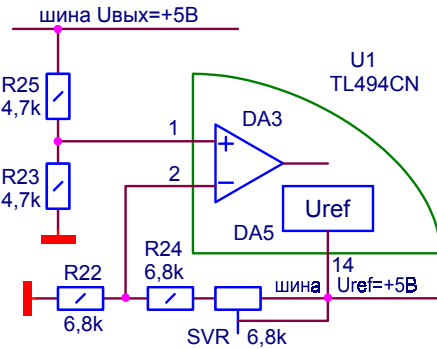 шина Uвых=+5В
U1
TL494CN
R25
4,7k
DA3
1
+
2
−
R23
4,7k
Uref
DA5
R24
6,8k
14
R22
шина Uref=+5В
6,8k
SVR 6,8k